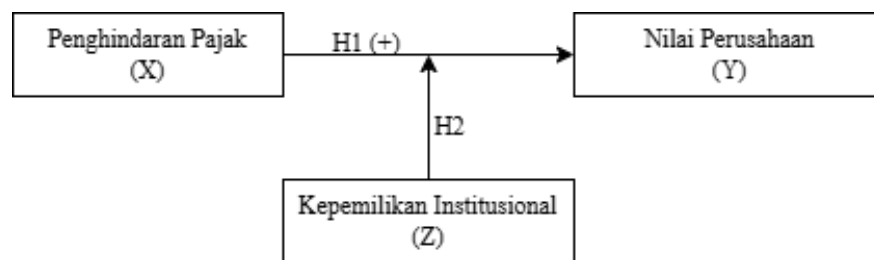 Penghindaran Pajak
(X)
H1 (+)
Nilai Perusahaan
(Y)
H2
Kepemilikan Institusional
(Z)